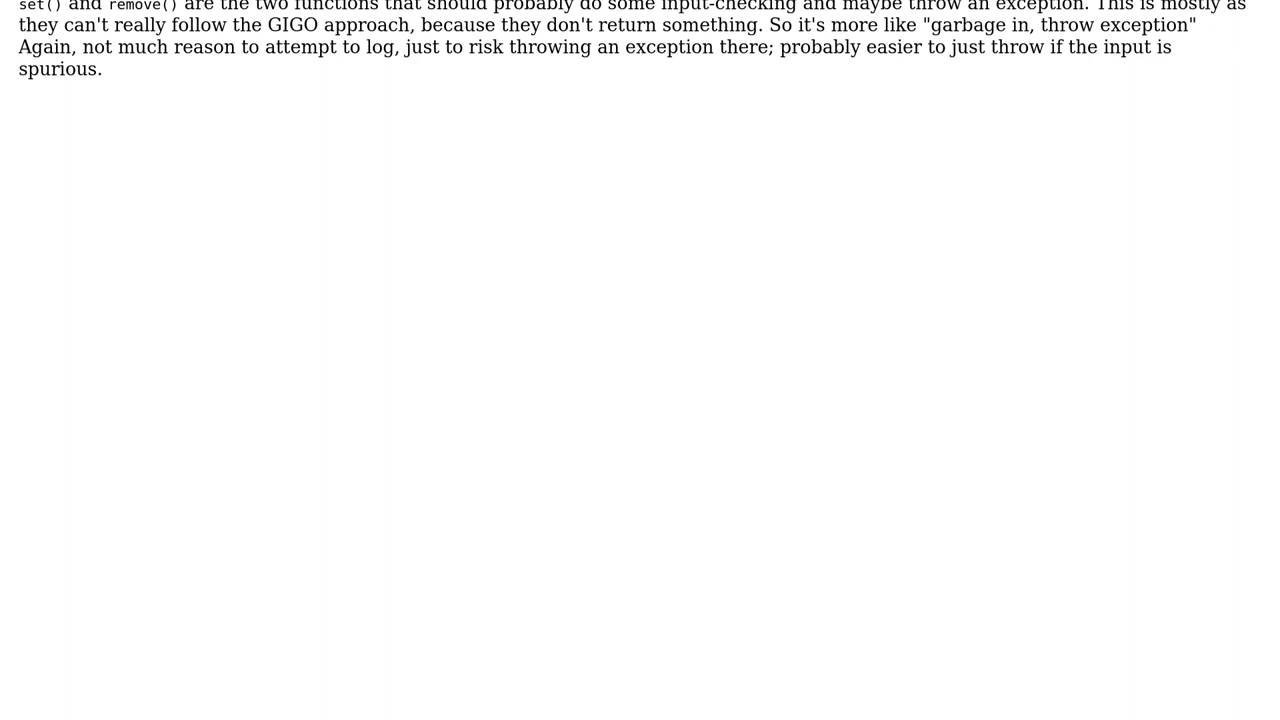 set() and remove() are the two functions that should probably do some input-checking and maybe throw an exception. This is mostly as
they can't really follow the GIGO approach, because they don't return something. So it's more like "garbage in, throw exception"
Again, not much reason to attempt to log, just to risk throwing an exception there; probably easier to just throw if the input is
spurious.